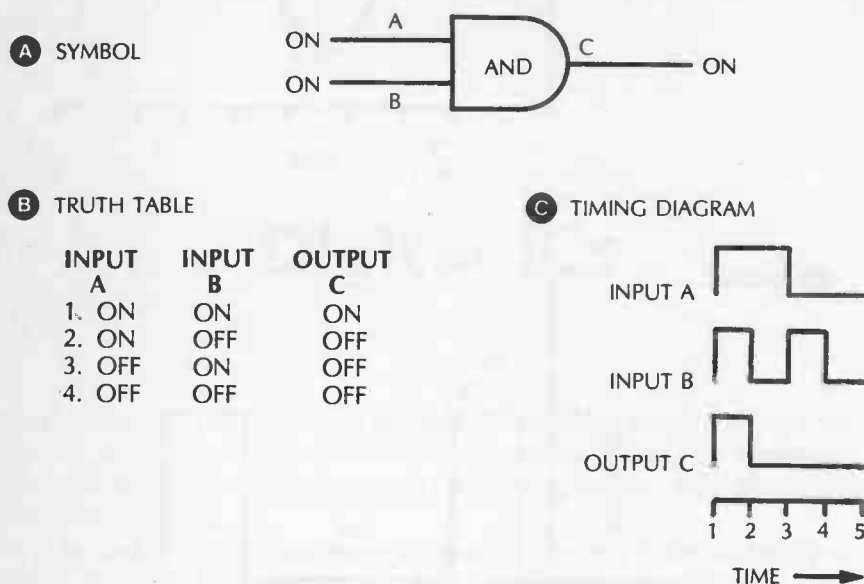 A SYMBOL
ON A
AND C ON
ON B
B TRUTH TABLE
INPUT INPUT OUTPUT
A B C
1. ON ON ON
2. ON OFF OFF
3. OFF ON OFF
4. OFF OFF OFF
C TIMING DIAGRAM
INPUT A
INPUT B
OUTPUT C
1 2 3 4 5
TIME